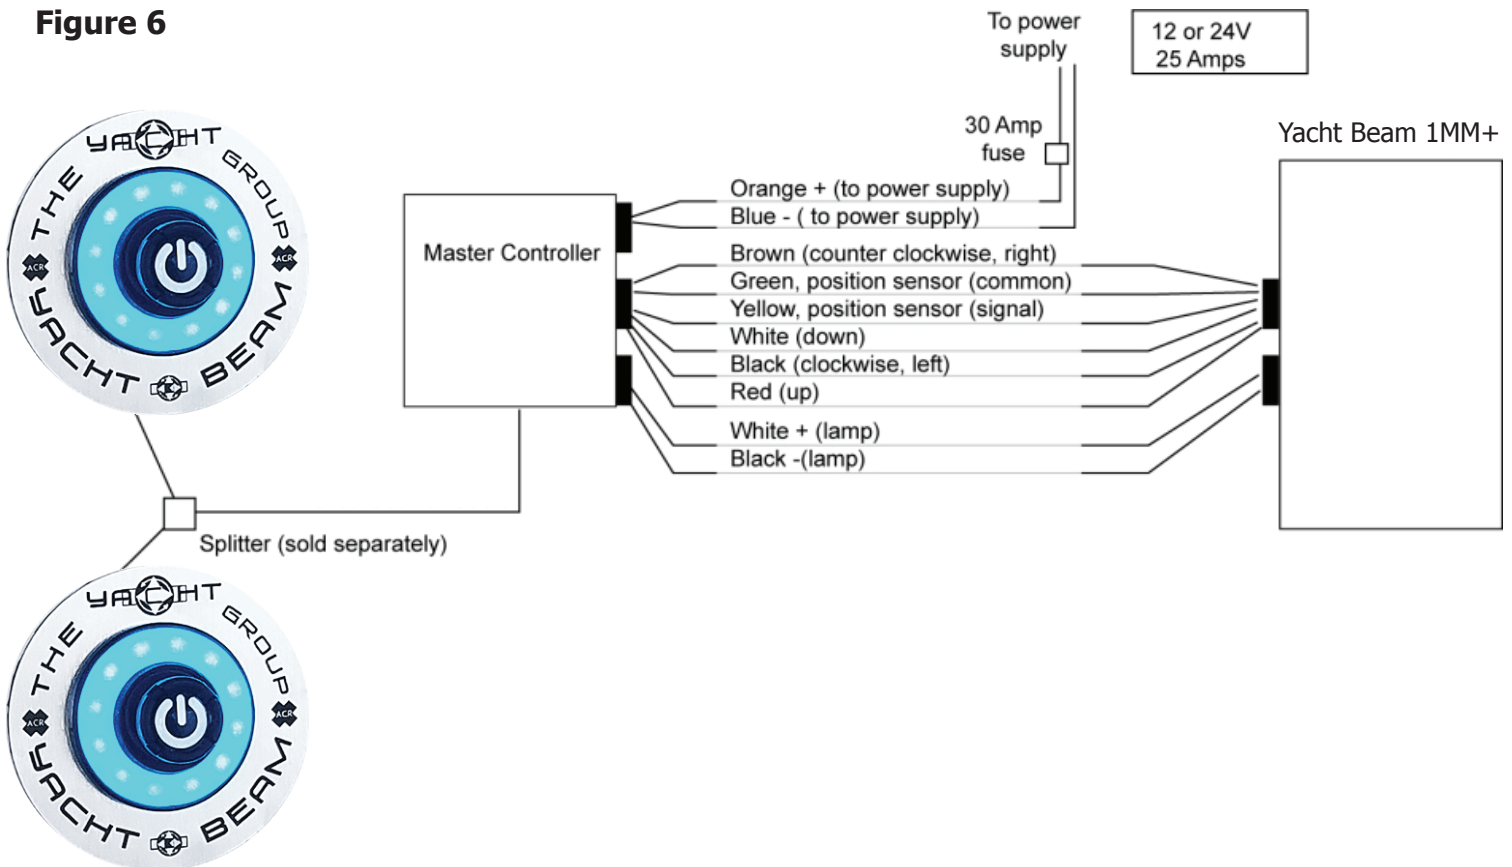 Figure 6
To power
supply
12 or 24V
25 Amps
30 Amp
fuse
Yacht Beam 1MM+
THE YACHT GROUP
ACR
ACR
YACHT BEAM
Master Controller
Orange + (to power supply)
Blue - ( to power supply)
Brown (counter clockwise, right)
Green, position sensor (common)
Yellow, position sensor (signal)
White (down)
Black (clockwise, left)
Red (up)
White + (lamp)
Black -(lamp)
Splitter (sold separately)
THE YACHT GROUP
ACR
ACR
YACHT BEAM